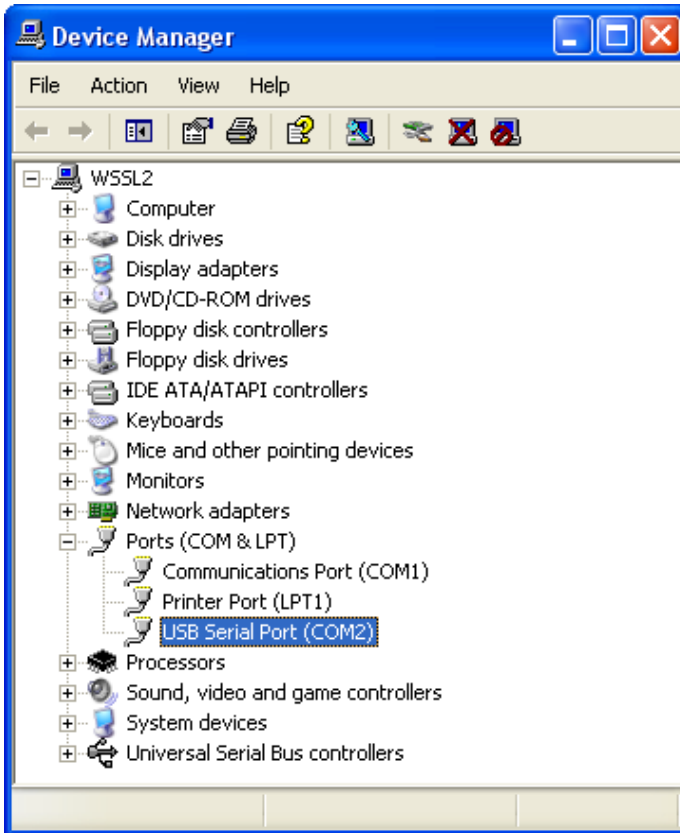 Device Manager
File Action View Help
WSSL2
Computer
Disk drives
Display adapters
DVD/CD-ROM drives
Floppy disk controllers
Floppy disk drives
IDE ATA/ATAPI controllers
Keyboards
Mice and other pointing devices
Monitors
Network adapters
Ports (COM & LPT)
Communications Port (COM1)
Printer Port (LPT1)
USB Serial Port (COM2)
Processors
Sound, video and game controllers
System devices
Universal Serial Bus controllers